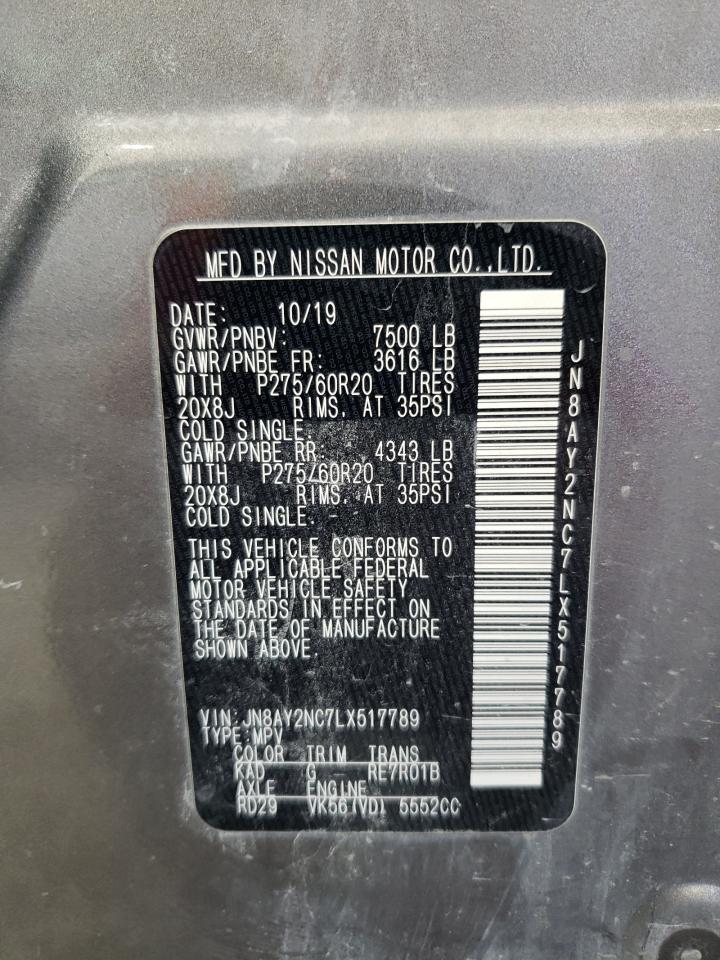 MFD BY NISSAN MOTOR CO.,LTD.
DATE: 10/19
GVWR/PNBV: 7500 LB
GAWR/PNBE FR: 3616 LB
WITH P275/60R20 TIRES
20X8J RIMS. AT 35PSI
COLD SINGLE.
GAWR/PNBE RR: 4343 LB
WITH P275/60R20 TIRES
20X8J RIMS. AT 35PSI
COLD SINGLE.
THIS VEHICLE CONFORMS TO
ALL APPLICABLE FEDERAL
MOTOR VEHICLE SAFETY
STANDARDS IN EFFECT ON
THE DATE OF MANUFACTURE
SHOWN ABOVE.
VIN: JN8AY2NC7LX517789
TYPE: MPV
COLOR TRIM TRANS
KAD G RE7R01B
AXLE ENGINE
RD29 VK56(VD) 5552CC
JN8AY2NC7LX517789